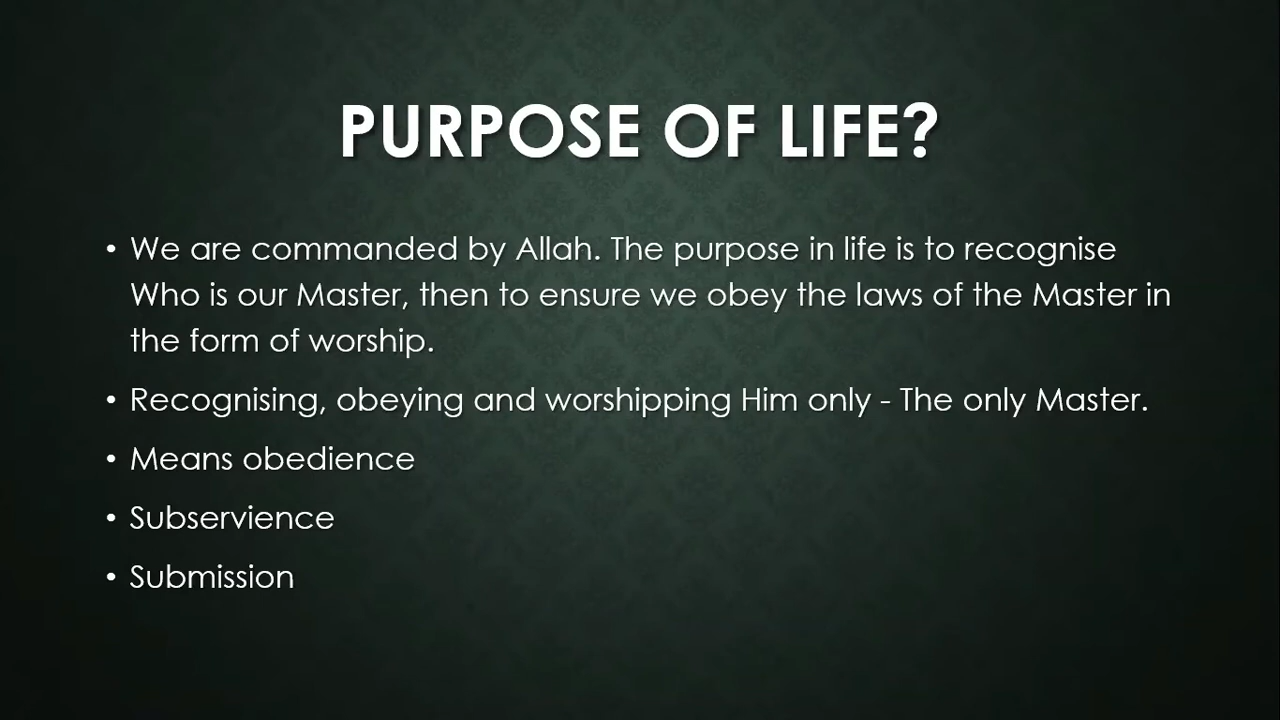 PURPOSE OF LIFE?
• We are commanded by Allah. The purpose in life is to recognise
Who is our Master, then to ensure we obey the laws of the Master in
the form of worship.
• Recognising, obeying and worshipping Him only - The only Master.
• Means obedience
• Subservience
• Submission